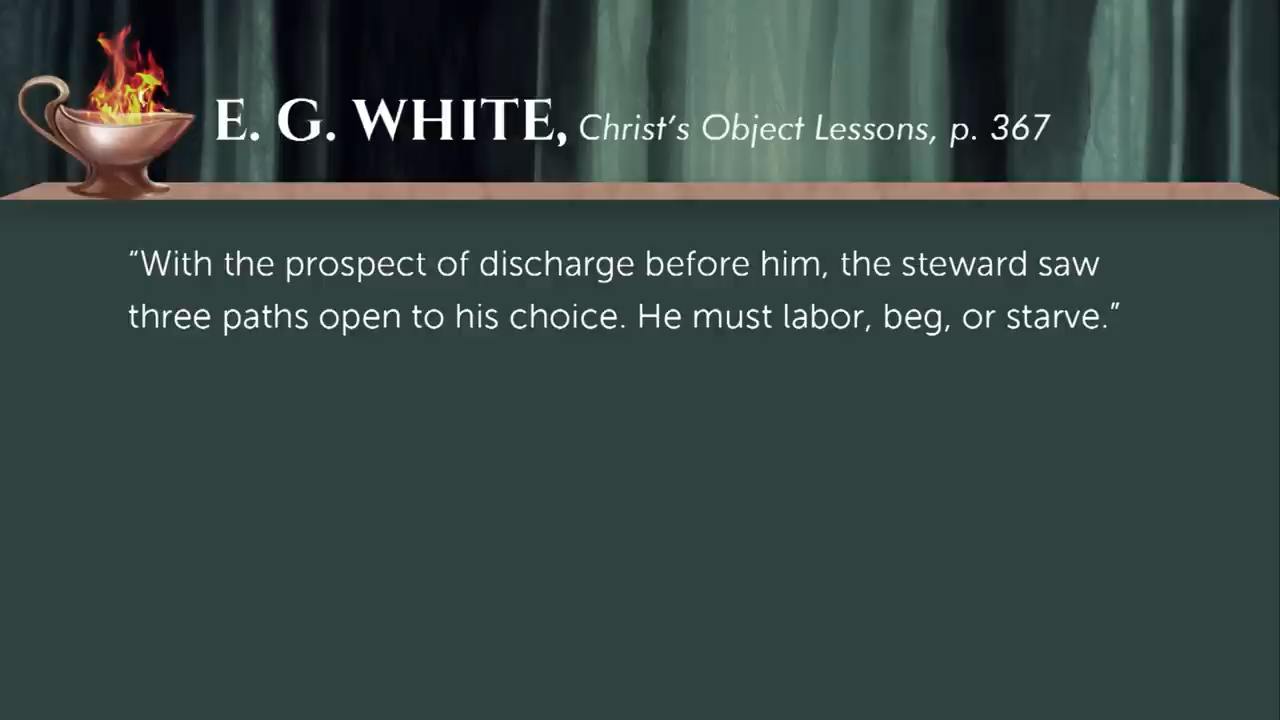 E. G. WHITE, Christ’s Object Lessons, p. 367
“With the prospect of discharge before him, the steward saw
three paths open to his choice. He must labor, beg, or starve.”